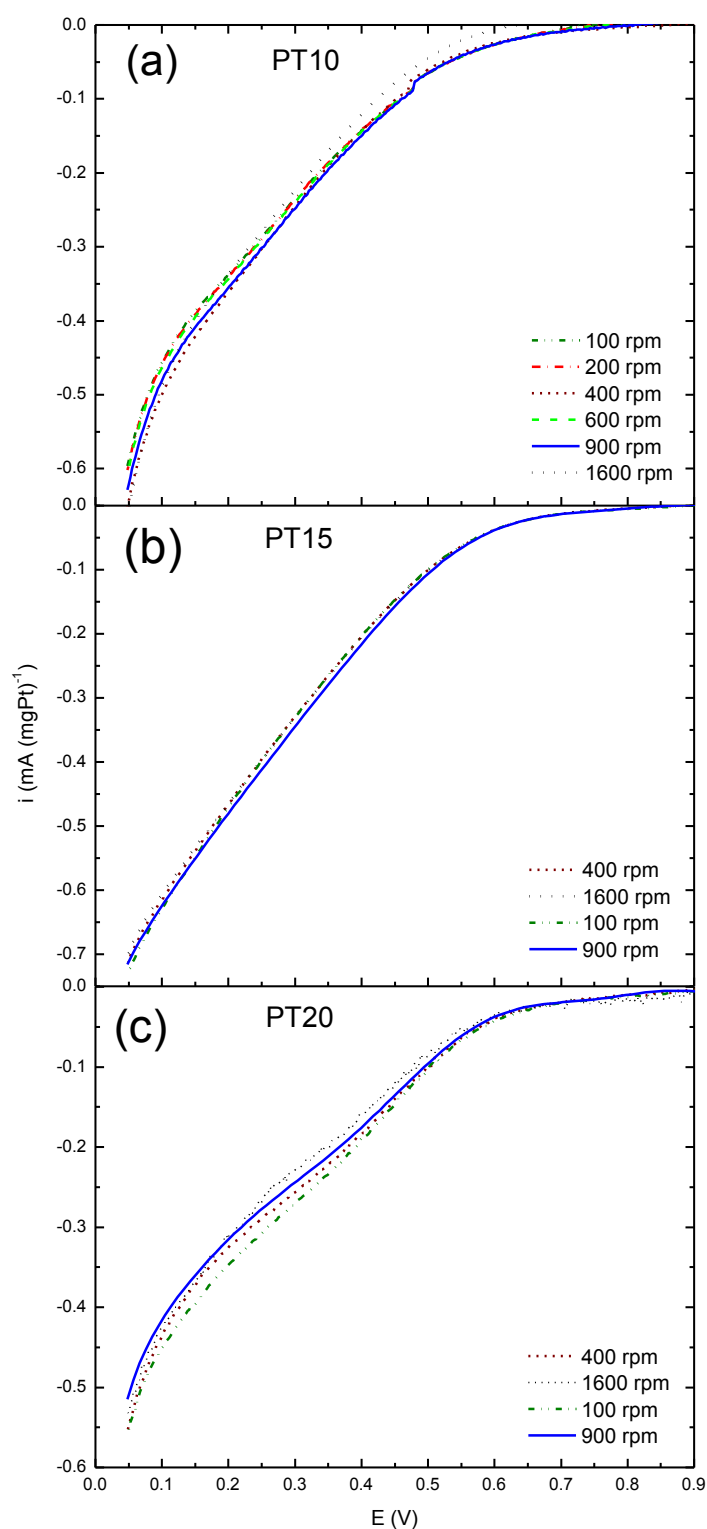 (a) PT10
0.0
-0.1
-0.2
-0.3
-0.4
-0.5
-0.6
100 rpm
200 rpm
400 rpm
600 rpm
900 rpm
1600 rpm
(b) PT15
0.0
-0.1
-0.2
-0.3
-0.4
-0.5
-0.6
-0.7
i (mA (mgPt)-1)
400 rpm
1600 rpm
100 rpm
900 rpm
(c) PT20
0.0
-0.1
-0.2
-0.3
-0.4
-0.5
-0.6
400 rpm
1600 rpm
100 rpm
900 rpm
0.0 0.1 0.2 0.3 0.4 0.5 0.6 0.7 0.8 0.9
E (V)